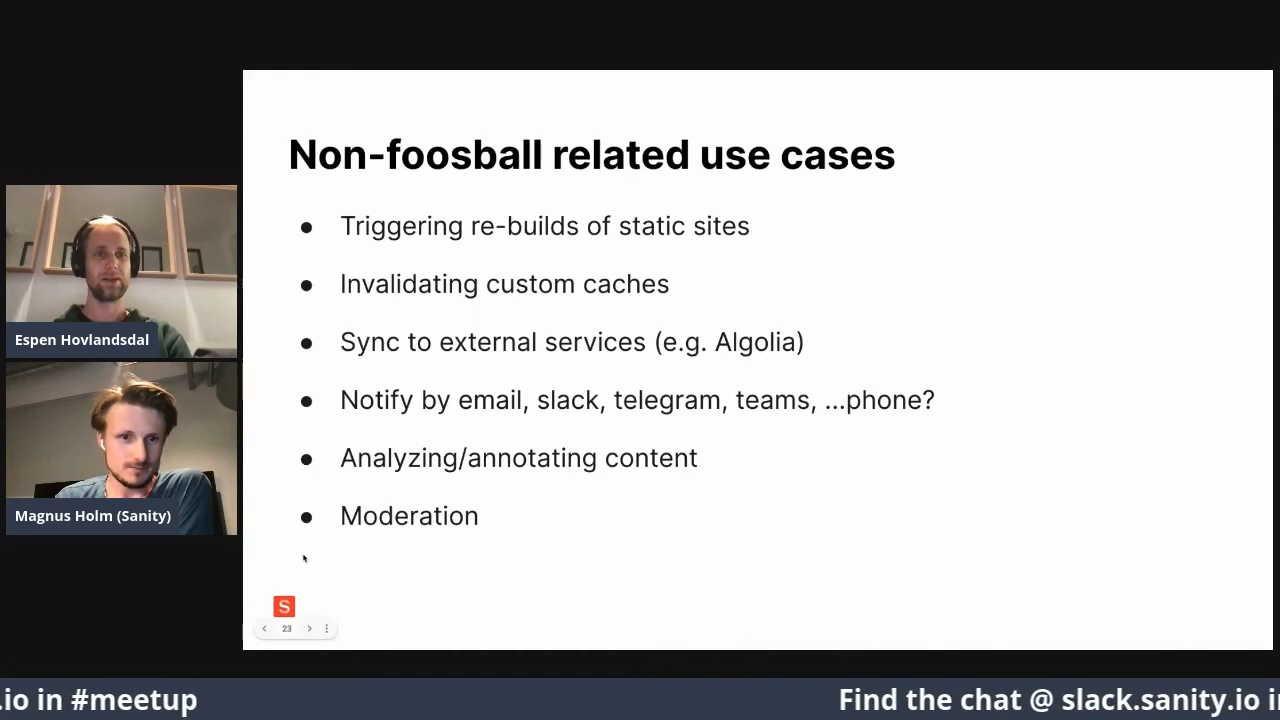 Non-foosball related use cases
● Triggering re-builds of static sites
● Invalidating custom caches
● Sync to external services (e.g. Algolia)
● Notify by email, slack, telegram, teams, ...phone?
● Analyzing/annotating content
● Moderation
Espen Hovlandsdal
Magnus Holm (Sanity)
S
23
.io in #meetup
Find the chat @ slack.sanity.io i